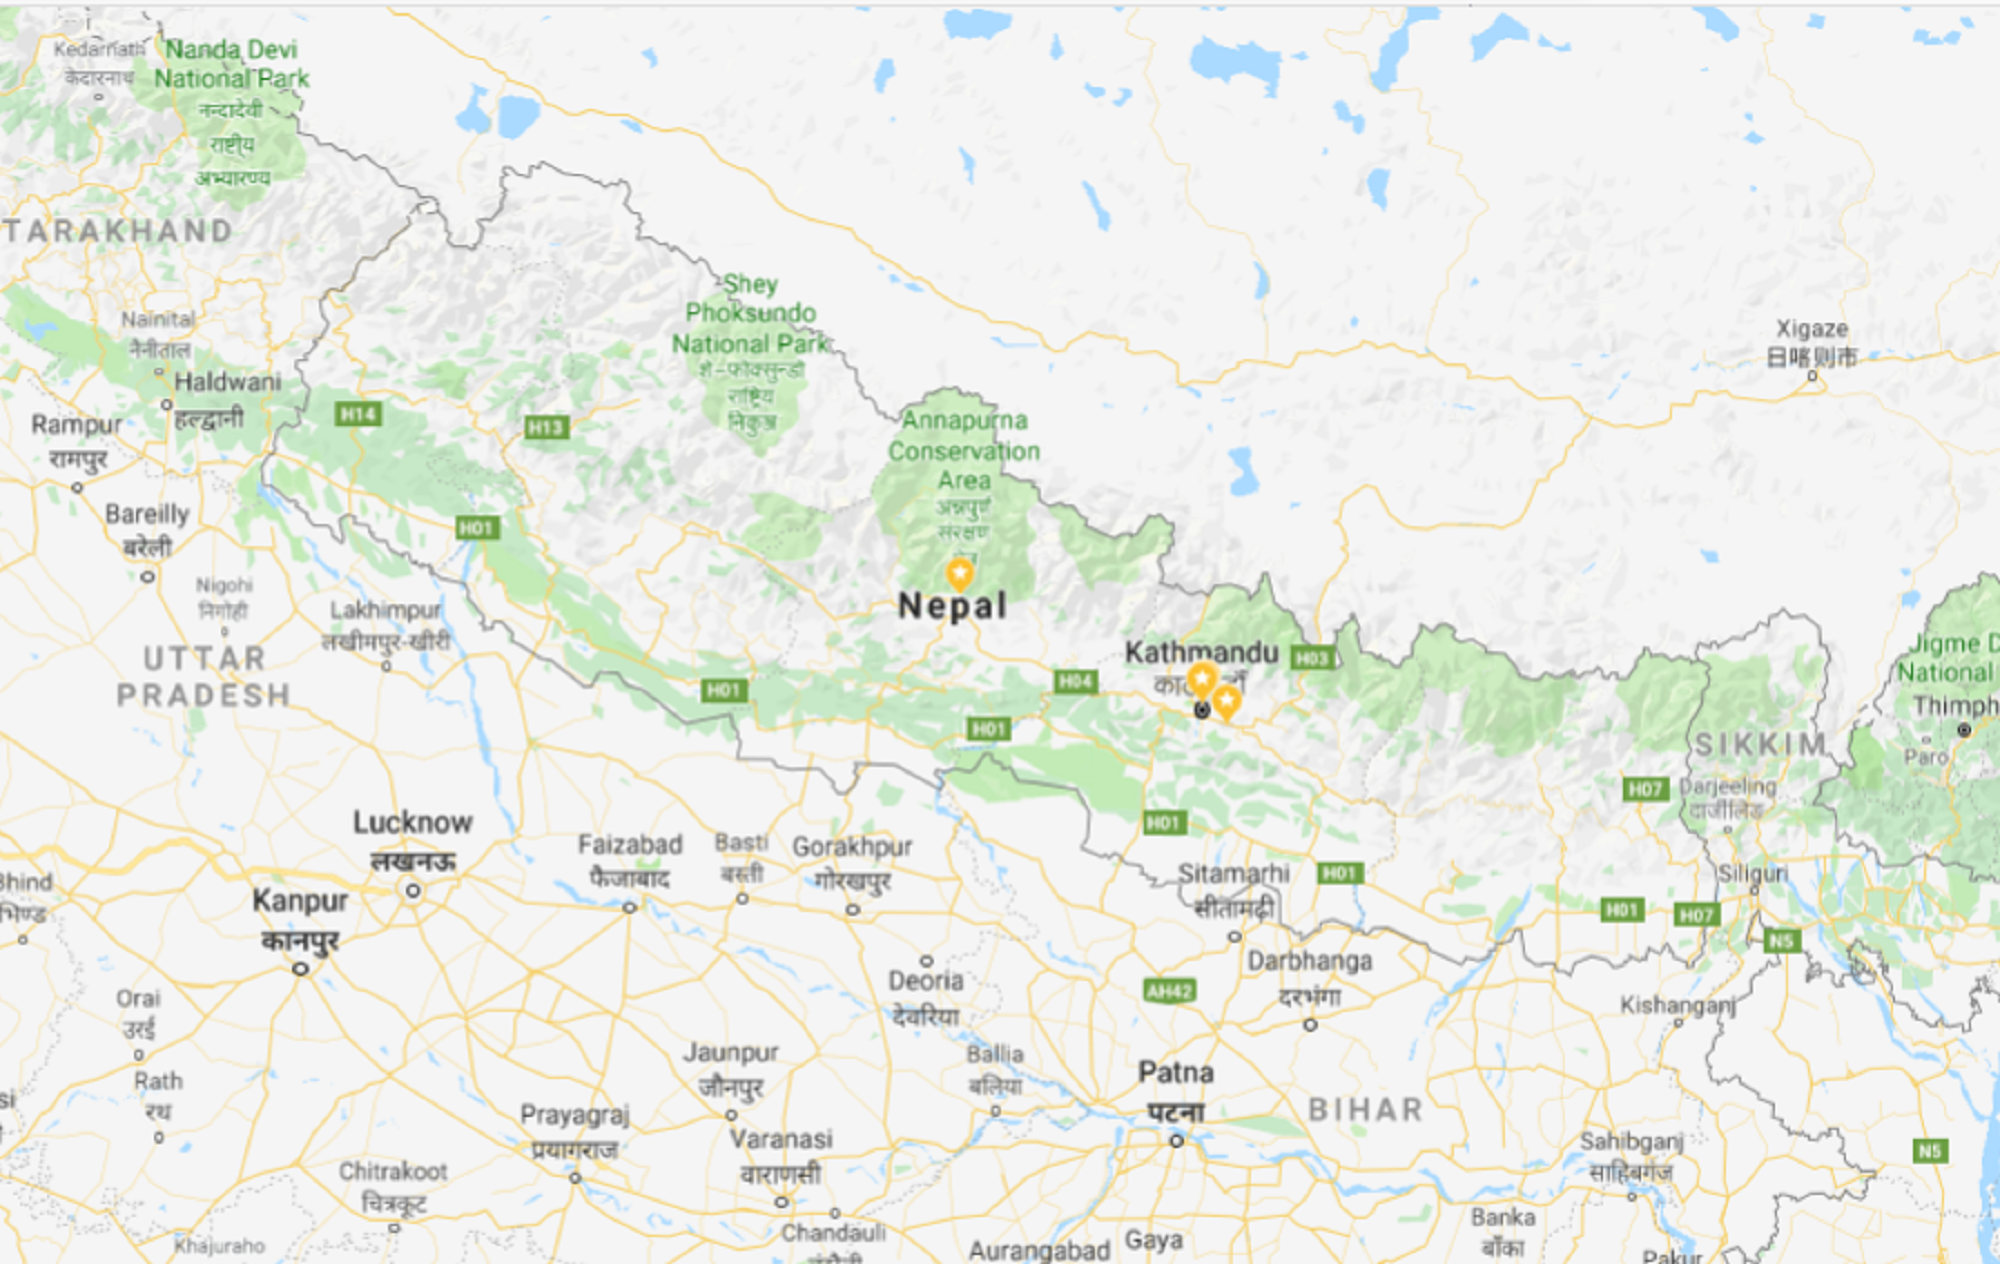 Kedarnath
केदारनाथ
Nanda Devi
National Park
नन्दादेवी
राष्ट्रीय
अभ्यारण्य
TARAKHAND
Nainital
नैनीताल
Haldwani
हल्द्वानी
Rampur
रामपुर
Bareilly
बरेली
Nigohi
निगोही
Lakhimpur
लखीमपुर-खीरी
UTTAR
PRADESH
H14
H13
H01
Shey
Phoksundo
National Park
शे-फोक्सुन्डो
राष्ट्रिय
निकुञ्ज
Annapurna
Conservation
Area
अन्नपुर्ण
संरक्षण
Nepal
Xigaze
日喀则市
Kathmandu
H03
H04
H01
H01
Jigme D
National
Thimph
Paro
SIKKIM
H07
Darjeeling
दार्जीलिङ
H01
Lucknow
लखनऊ
Faizabad
फैजाबाद
Basti
बस्ती
Gorakhpur
गोरखपुर
Sitamarhi
सीतामढ़ी
H01
Siliguri
H01
H07
N5
Bhind
भिण्ड
Kanpur
कानपुर
Deoria
देवरिया
AH42
Darbhanga
दरभंगा
Kishanganj
Orai
उरई
Rath
रथ
Jaunpur
जौनपुर
Ballia
बलिया
Patna
पटना
BIHAR
Prayagraj
प्रयागराज
Varanasi
वाराणसी
Sahibganj
साहिबगंज
N5
Chitrakoot
चित्रकूट
Chandauli
Khajuraho
Aurangabad
Gaya
Banka
बाँका
Pakur